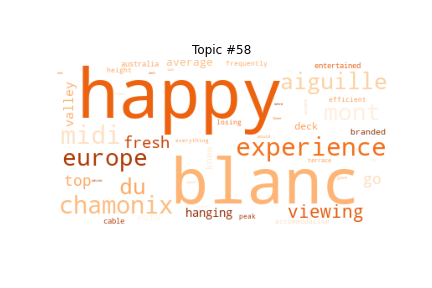 Topic #58
australia average frequently entertained
height
happy aiguille
valley efficient
i mont
midi losing deck branded
fresh everything experience
europe blanc terrace
top du go
chamonix hanging viewing
cable peak